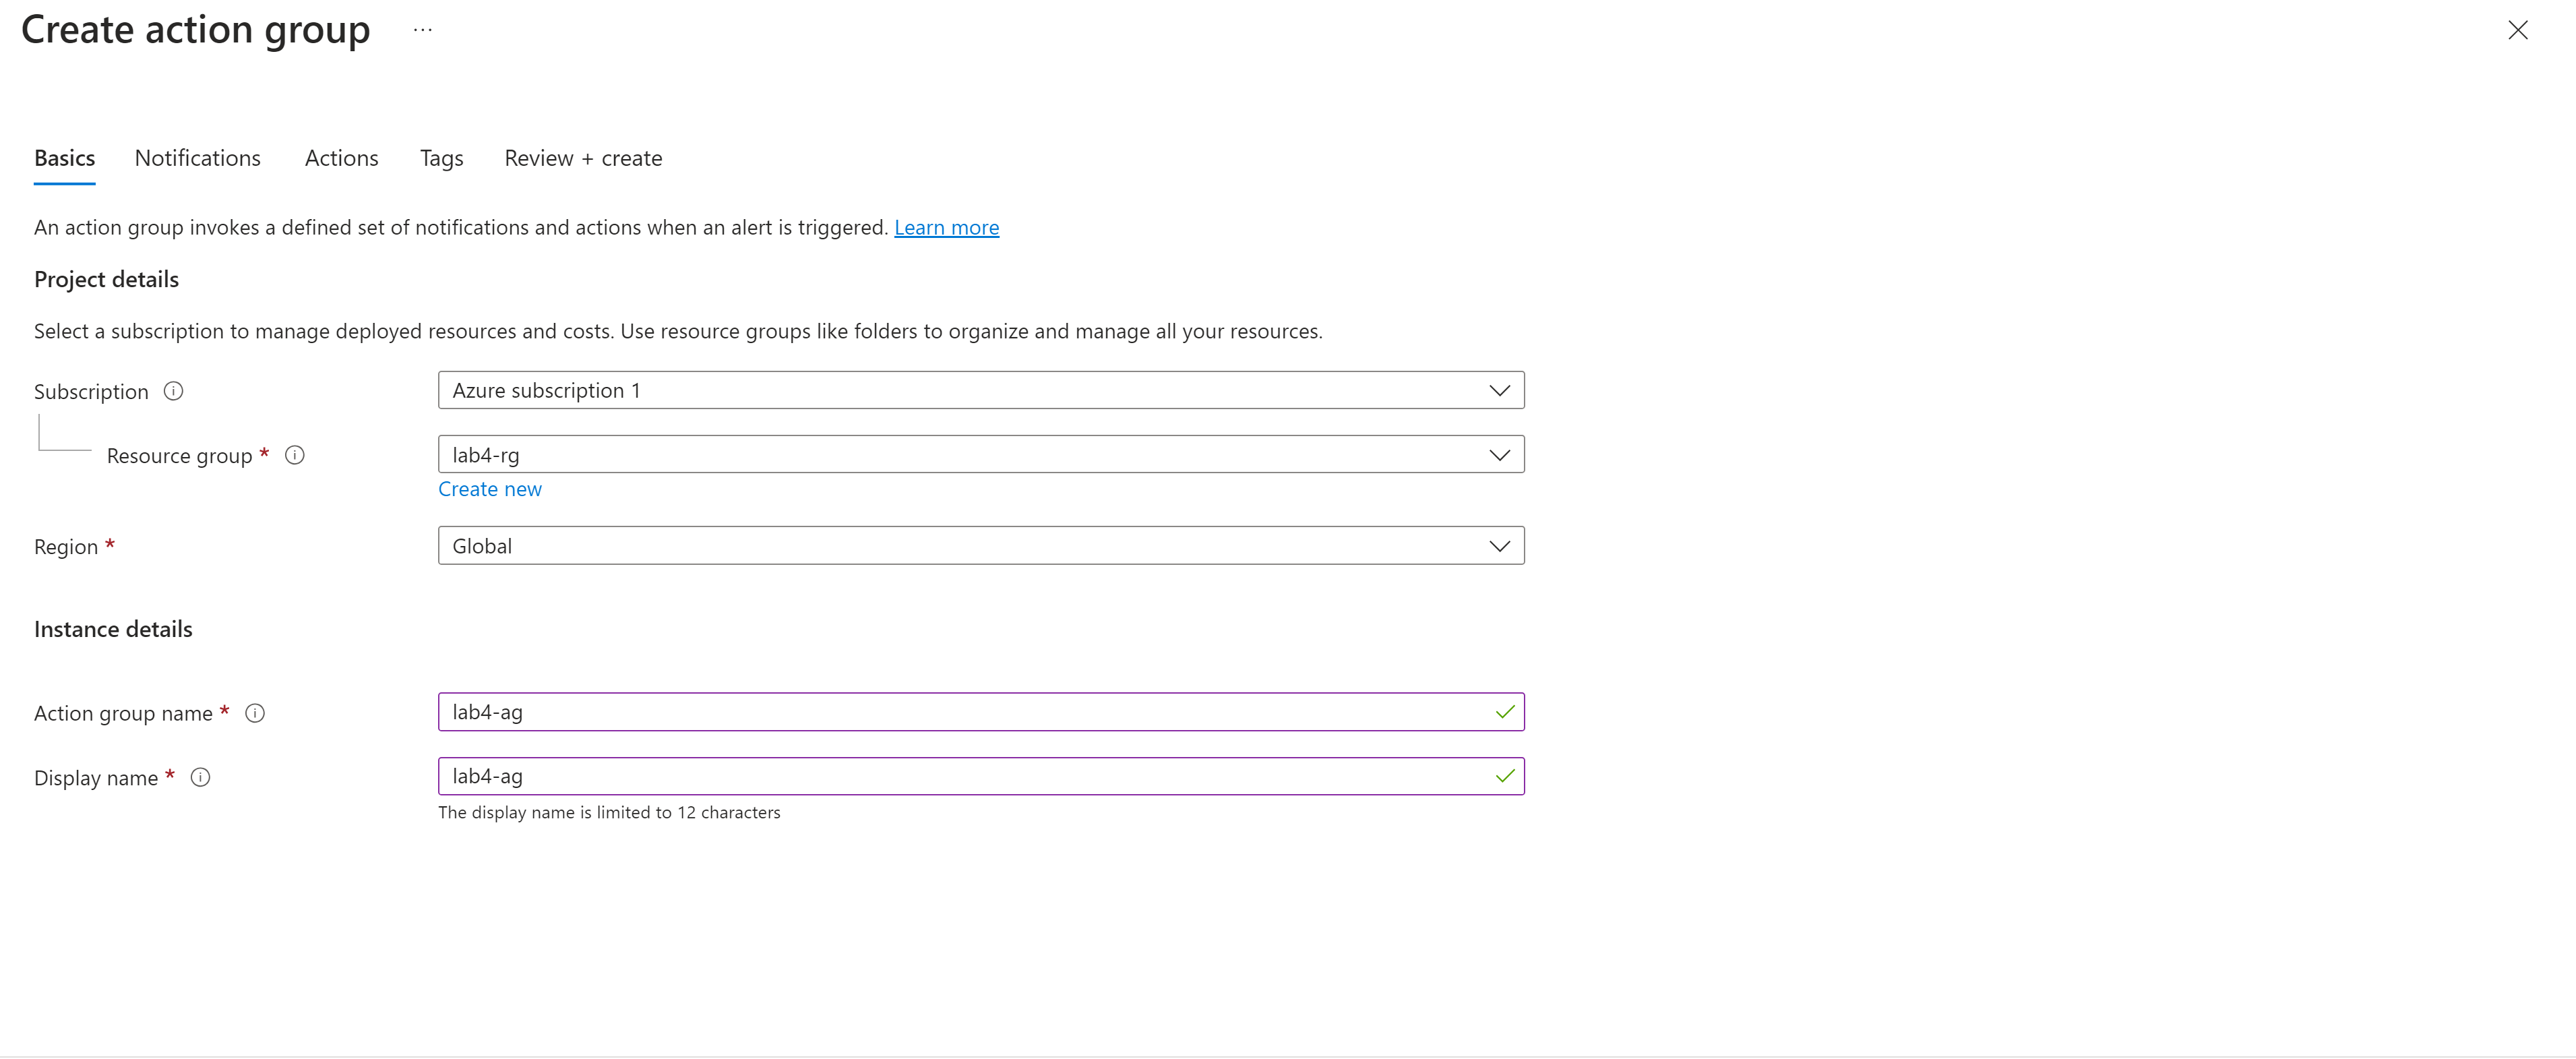 Create action group ...
Basics Notifications Actions Tags Review + create
An action group invokes a defined set of notifications and actions when an alert is triggered. Learn more
Project details
Select a subscription to manage deployed resources and costs. Use resource groups like folders to organize and manage all your resources.
Subscription Azure subscription 1
Resource group * lab4-rg
Create new
Region * Global
Instance details
Action group name * lab4-ag
Display name * lab4-ag
The display name is limited to 12 characters